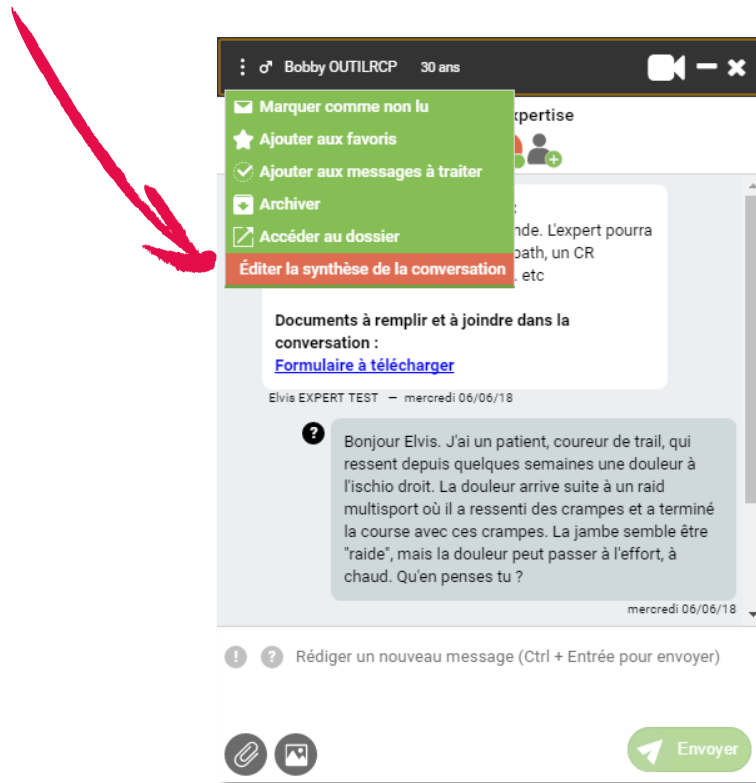 Bobby OUTILRCP 30 ans
Marquer comme non lu
Ajouter aux favoris
Ajouter aux messages à traiter
Archiver
Accéder au dossier
Éditer la synthèse de la conversation
xpertise
:
nde. L'expert pourra
path, un CR
. etc
Documents à remplir et à joindre dans la
conversation :
Formulaire à télécharger
Elvis EXPERT TEST – mercredi 06/06/18
?
Bonjour Elvis. J'ai un patient, coureur de trail, qui
ressent depuis quelques semaines une douleur à
l'ischio droit. La douleur arrive suite à un raid
multisport où il a ressenti des crampes et a terminé
la course avec ces crampes. La jambe semble être
"raide", mais la douleur peut passer à l'effort, à
chaud. Qu'en penses tu ?
mercredi 06/06/18
! ? Rédiger un nouveau message (Ctrl + Entrée pour envoyer)
Envoyer